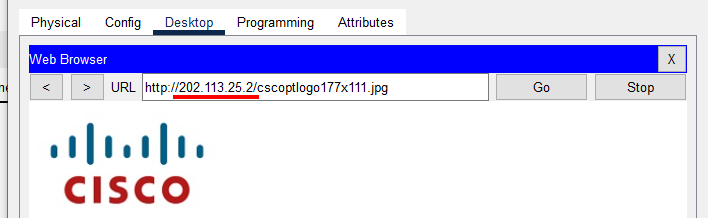 Physical Config Desktop Programming Attributes
Web Browser X
< > URL http://202.113.25.2/cscoptlogo177x111.jpg Go Stop
CISCO